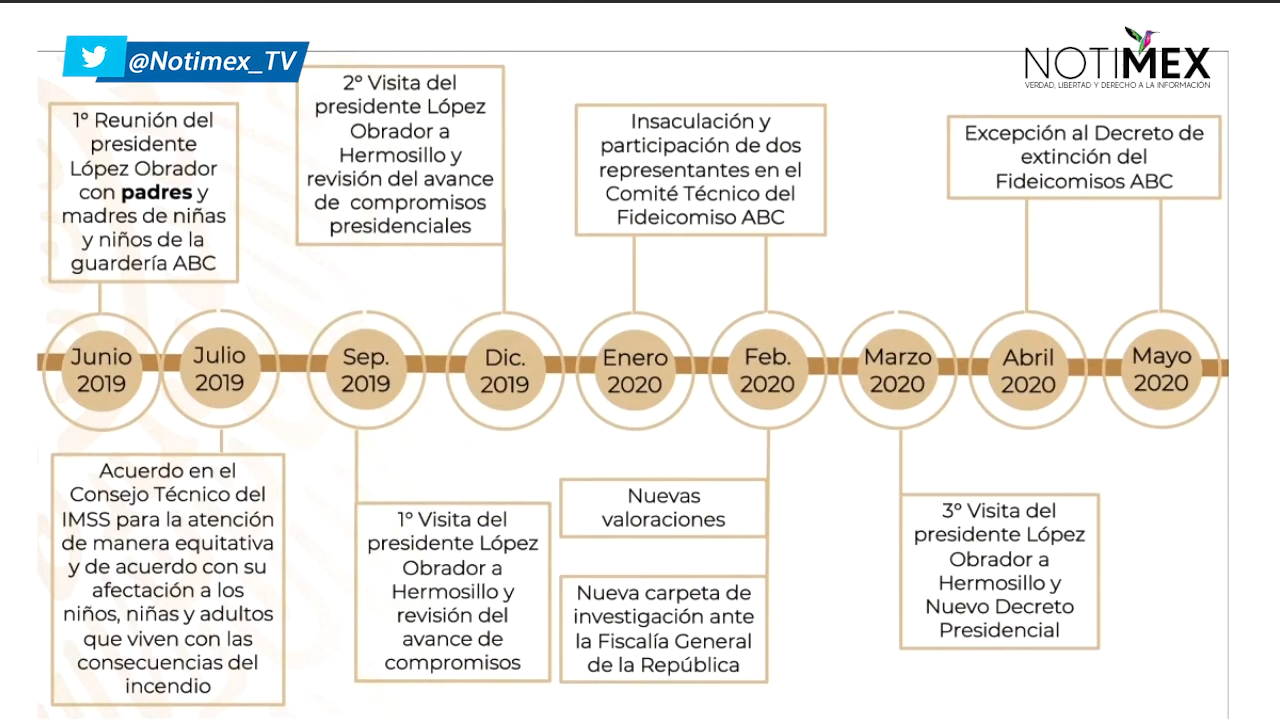 @Notimex_TV
NOTIMEX
VERDAD, LIBERTAD Y DERECHO A LA INFORMACIÓN
1° Reunión del
presidente
López Obrador
con padres y
madres de niñas
y niños de la
guardería ABC
2° Visita del
presidente López
Obrador a
Hermosillo y
revisión del avance
de compromisos
presidenciales
Insaculación y
participación de dos
representantes en el
Comité Técnico del
Fideicomiso ABC
Excepción al Decreto de
extinción del
Fideicomisos ABC
Junio
2019
Julio
2019
Sep.
2019
Dic.
2019
Enero
2020
Feb.
2020
Marzo
2020
Abril
2020
Mayo
2020
Acuerdo en el
Consejo Técnico del
IMSS para la atención
de manera equitativa
y de acuerdo con su
afectación a los
niños, niñas y adultos
que viven con las
consecuencias del
incendio
1° Visita del
presidente López
Obrador a
Hermosillo y
revisión del
avance de
compromisos
Nuevas
valoraciones
Nueva carpeta de
investigación ante
la Fiscalía General
de la República
3° Visita del
presidente López
Obrador a
Hermosillo y
Nuevo Decreto
Presidencial